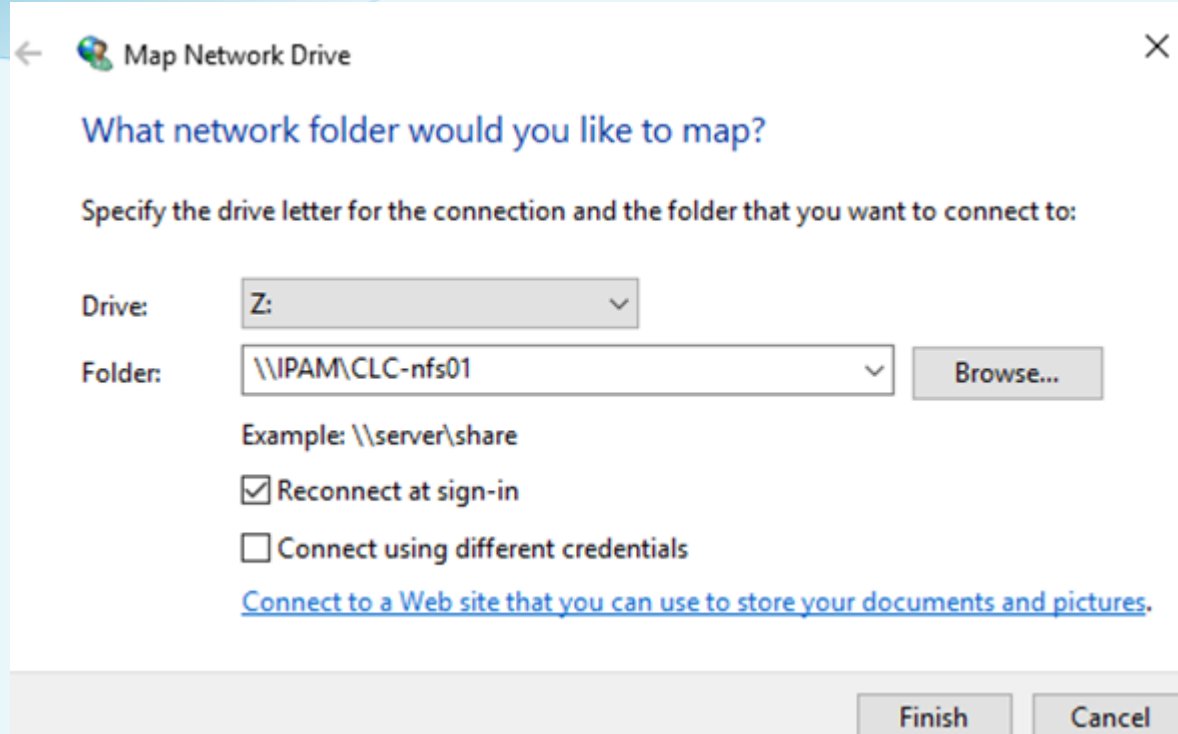 Map Network Drive
What network folder would you like to map?
Specify the drive letter for the connection and the folder that you want to connect to:
Drive: Z:
Folder: \\IPAM\CLC-nfs01 Browse...
Example: \\server\share
Reconnect at sign-in
Connect using different credentials
Connect to a Web site that you can use to store your documents and pictures.
Finish Cancel